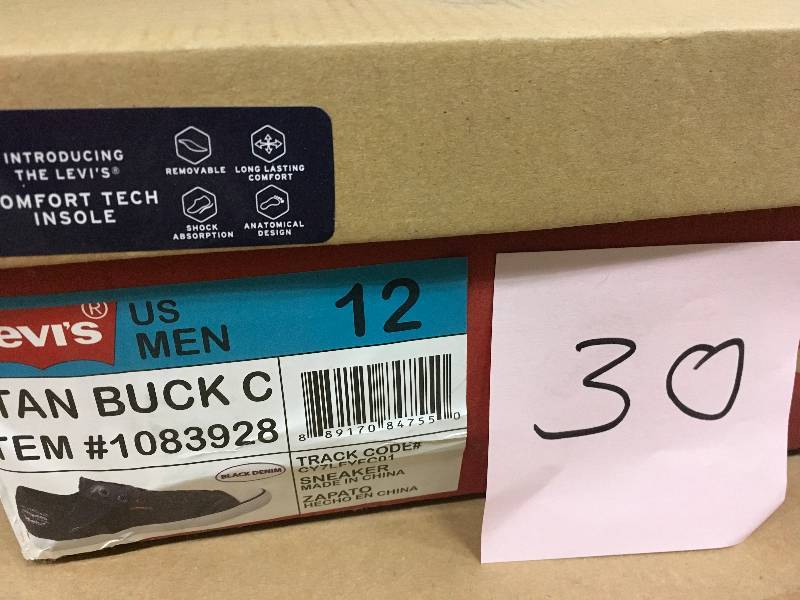 INTRODUCING
THE LEVI'S®
OMFORT TECH
INSOLE
REMOVABLE
LONG LASTING
COMFORT
SHOCK
ABSORPTION
ANATOMICAL
DESIGN
evi's®
US
MEN
12
TAN BUCK C
TEM #1083928
8 89170 84755 0
TRACK CODE#
SNEAKER
MADE IN CHINA
ZAPATO
HECHO EN CHINA
BLACK DENIM
30